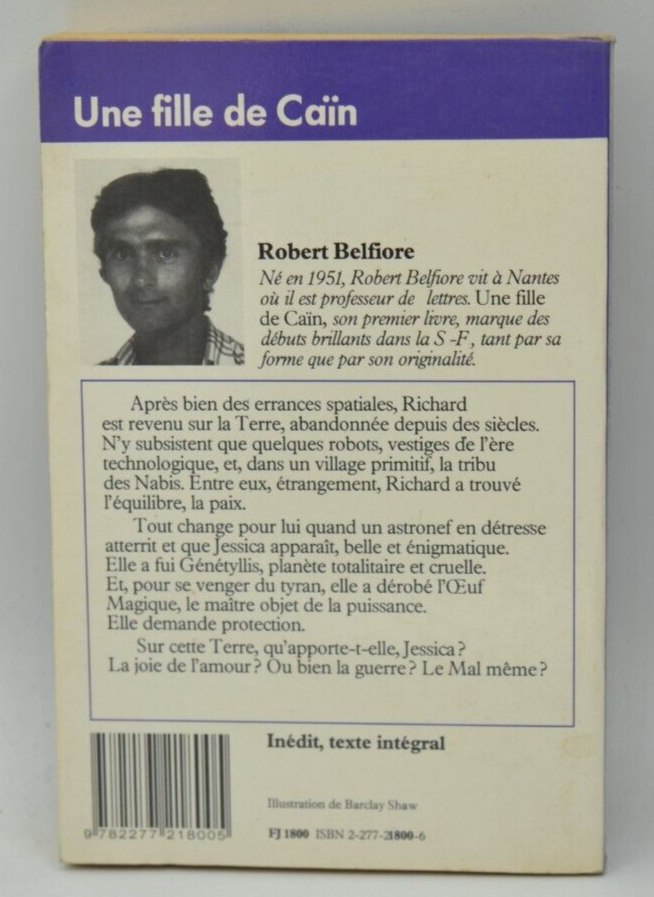 Une fille de Caïn
Robert Belfiore
Né en 1951, Robert Belfiore vit à Nantes
où il est professeur de lettres. Une fille
de Caïn, son premier livre, marque des
débuts brillants dans la S -F, tant par sa
forme que par son originalité.
Après bien des errances spatiales, Richard
est revenu sur la Terre, abandonnée depuis des siècles.
N'y subsistent que quelques robots, vestiges de l'ère
technologique, et, dans un village primitif, la tribu
des Nabis. Entre eux, étrangement, Richard a trouvé
l'équilibre, la paix.
Tout change pour lui quand un astronef en détresse
atterrit et que Jessica apparaît, belle et énigmatique.
Elle a fui Génétyllis, planète totalitaire et cruelle.
Et, pour se venger du tyran, elle a dérobé l'Œuf
Magique, le maître objet de la puissance.
Elle demande protection.
Sur cette Terre, qu'apporte-t-elle, Jessica ?
La joie de l'amour ? Ou bien la guerre ? Le Mal même ?
Inédit, texte intégral
Illustration de Barclay Shaw
9 782277 218005
FJ 1800 ISBN 2-277-21800-6